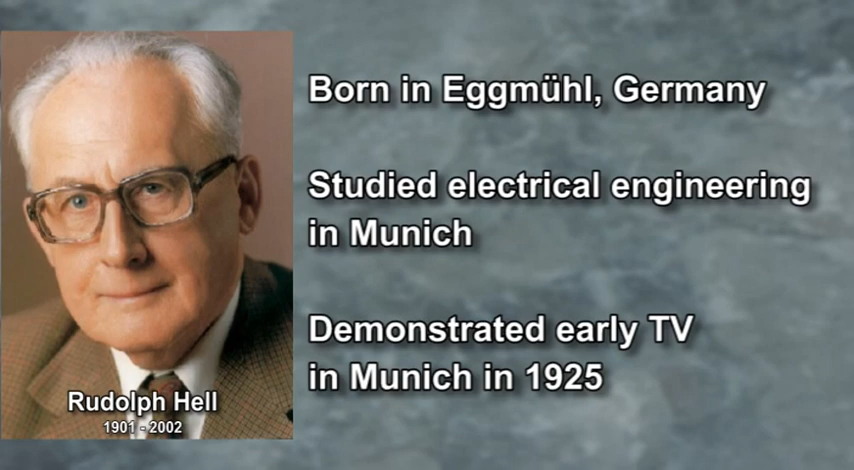 Born in Eggmühl, Germany
Studied electrical engineering
in Munich
Demonstrated early TV
in Munich in 1925
Rudolph Hell
1901 - 2002